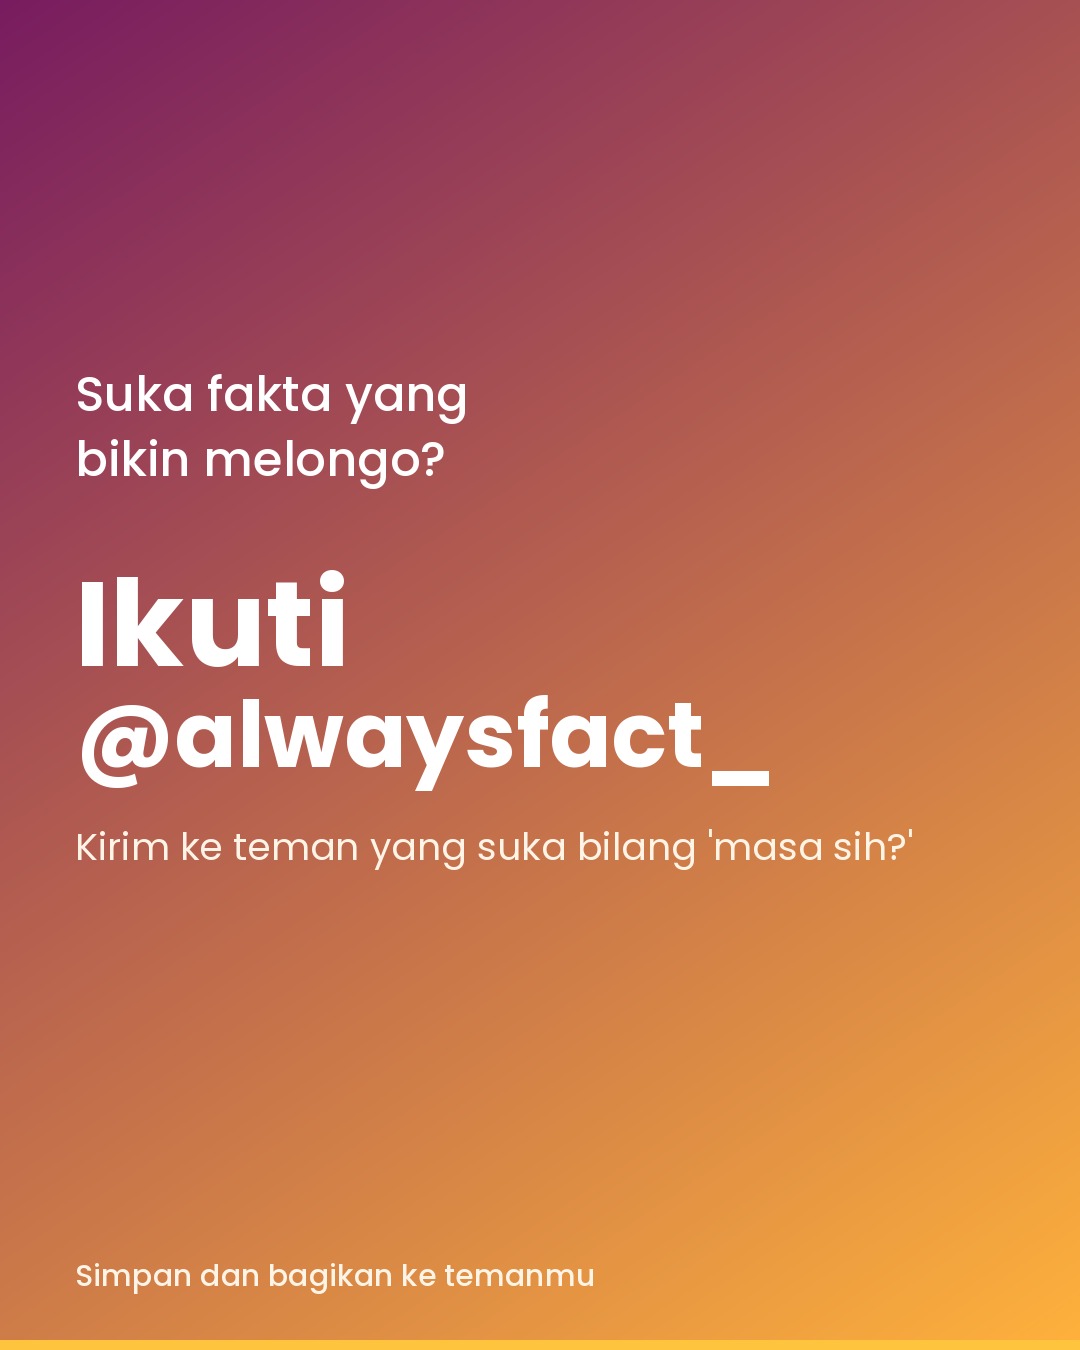 Suka fakta yang
bikin melongo?
Ikuti
@alwaysfact_
Kirim ke teman yang suka bilang 'masa sih?'
Simpan dan bagikan ke temanmu